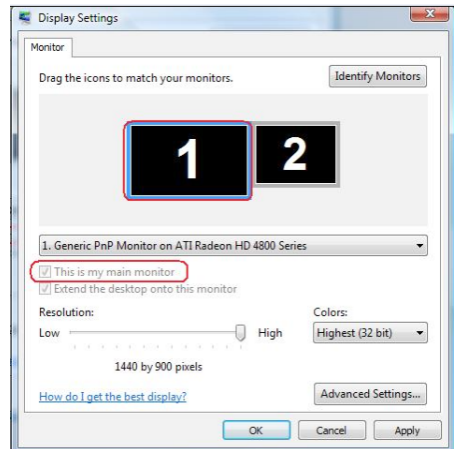 Display Settings
Monitor
Drag the icons to match your monitors.
Identify Monitors
1
2
1. Generic PnP Monitor on ATI Radeon HD 4800 Series
This is my main monitor
Extend the desktop onto this monitor
Resolution:
Colors:
Low
High
Highest (32 bit)
1440 by 900 pixels
How do I get the best display?
Advanced Settings...
OK
Cancel
Apply